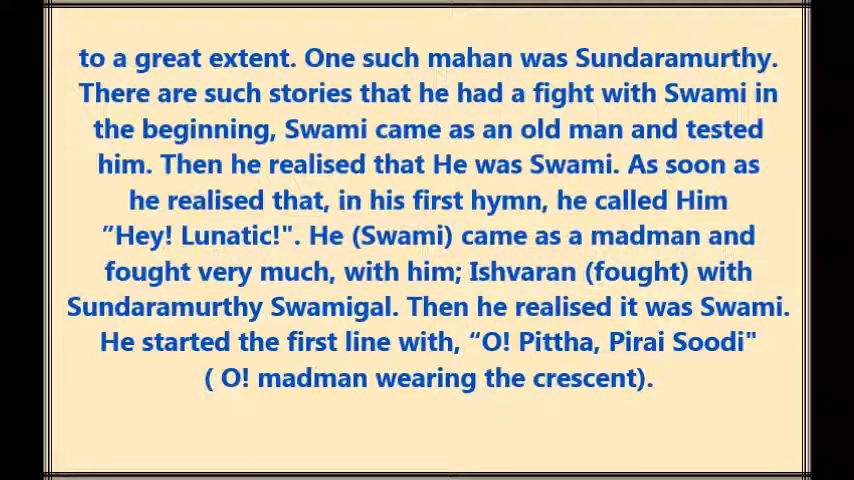 to a great extent. One such mahan was Sundaramurthy.
There are such stories that he had a fight with Swami in
the beginning, Swami came as an old man and tested
him. Then he realised that He was Swami. As soon as
he realised that, in his first hymn, he called Him
”Hey! Lunatic!". He (Swami) came as a madman and
fought very much, with him; Ishvaran (fought) with
Sundaramurthy Swamigal. Then he realised it was Swami.
He started the first line with, “O! Pittha, Pirai Soodi"
( O! madman wearing the crescent).